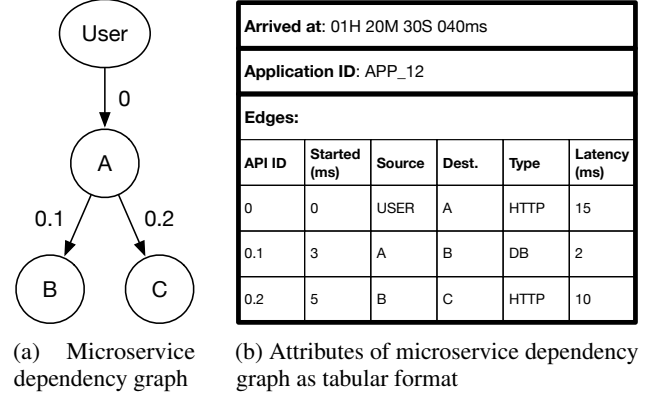 User
0
A
0.1
0.2
B
C
(a) Microservice
dependency graph
Arrived at: 01H 20M 30S 040ms
Application ID: APP_12
Edges:
API ID Started (ms) Source Dest. Type Latency (ms)
0 0 USER A HTTP 15
0.1 3 A B DB 2
0.2 5 B C HTTP 10
(b) Attributes of microservice dependency
graph as tabular format